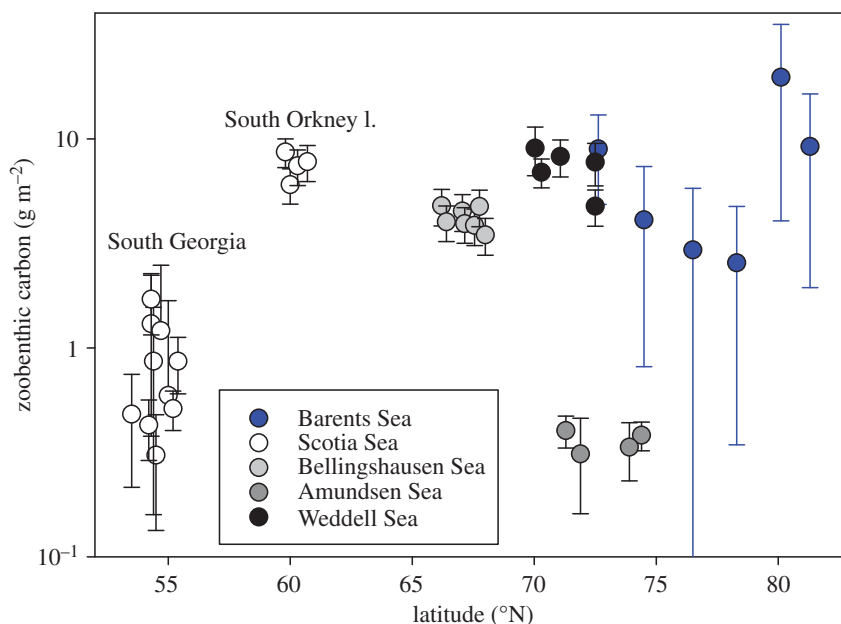 South Orkney l.
10
South Georgia
1
10⁻¹
zoobenthic carbon (g m⁻²)
Barents Sea
Scotia Sea
Bellingshausen Sea
Amundsen Sea
Weddell Sea
55 60 65 70 75 80
latitude (°N)